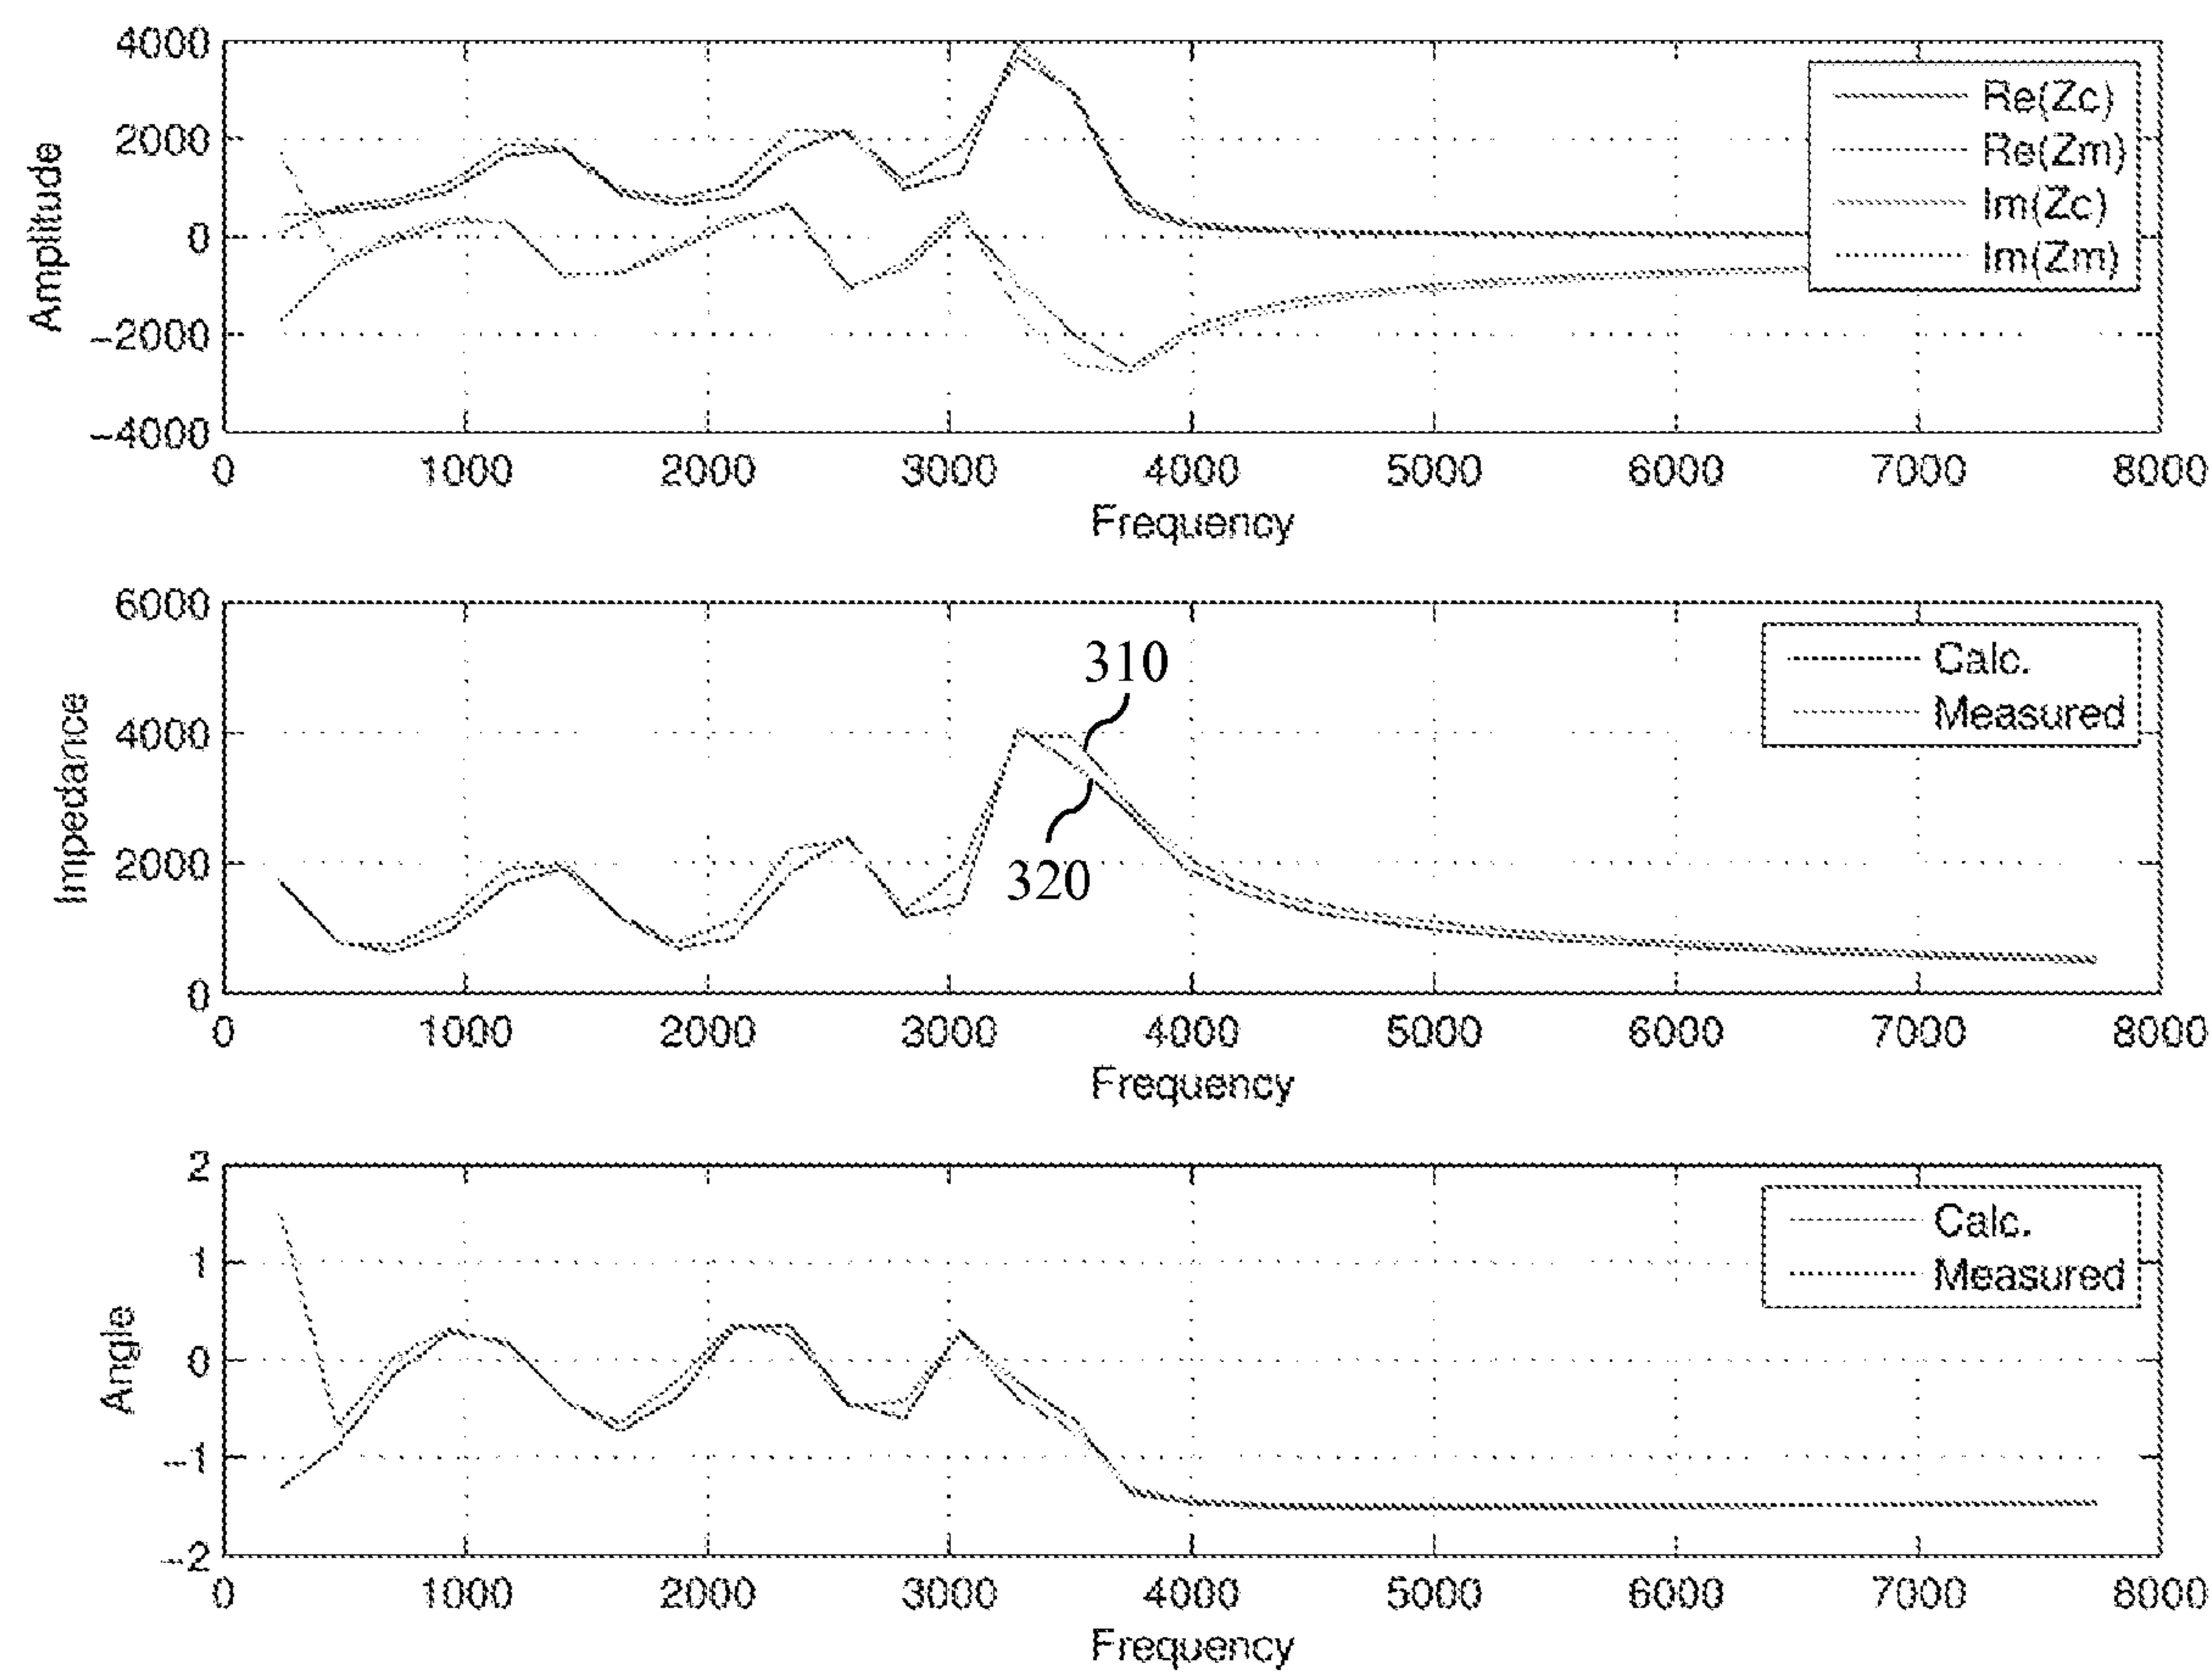 4000
2000
0
−2000
−4000
Amplitude
Re(Zc)
Re(Zm)
Im(Zc)
Im(Zm)
0 1000 2000 3000 4000 5000 6000 7000 8000
Frequency
6000
4000
2000
0
Impedance
310
320
Calc.
Measured
0 1000 2000 3000 4000 5000 6000 7000 8000
Frequency
2
1
0
−1
−2
Angle
Calc.
Measured
0 1000 2000 3000 4000 5000 6000 7000 8000
Frequency